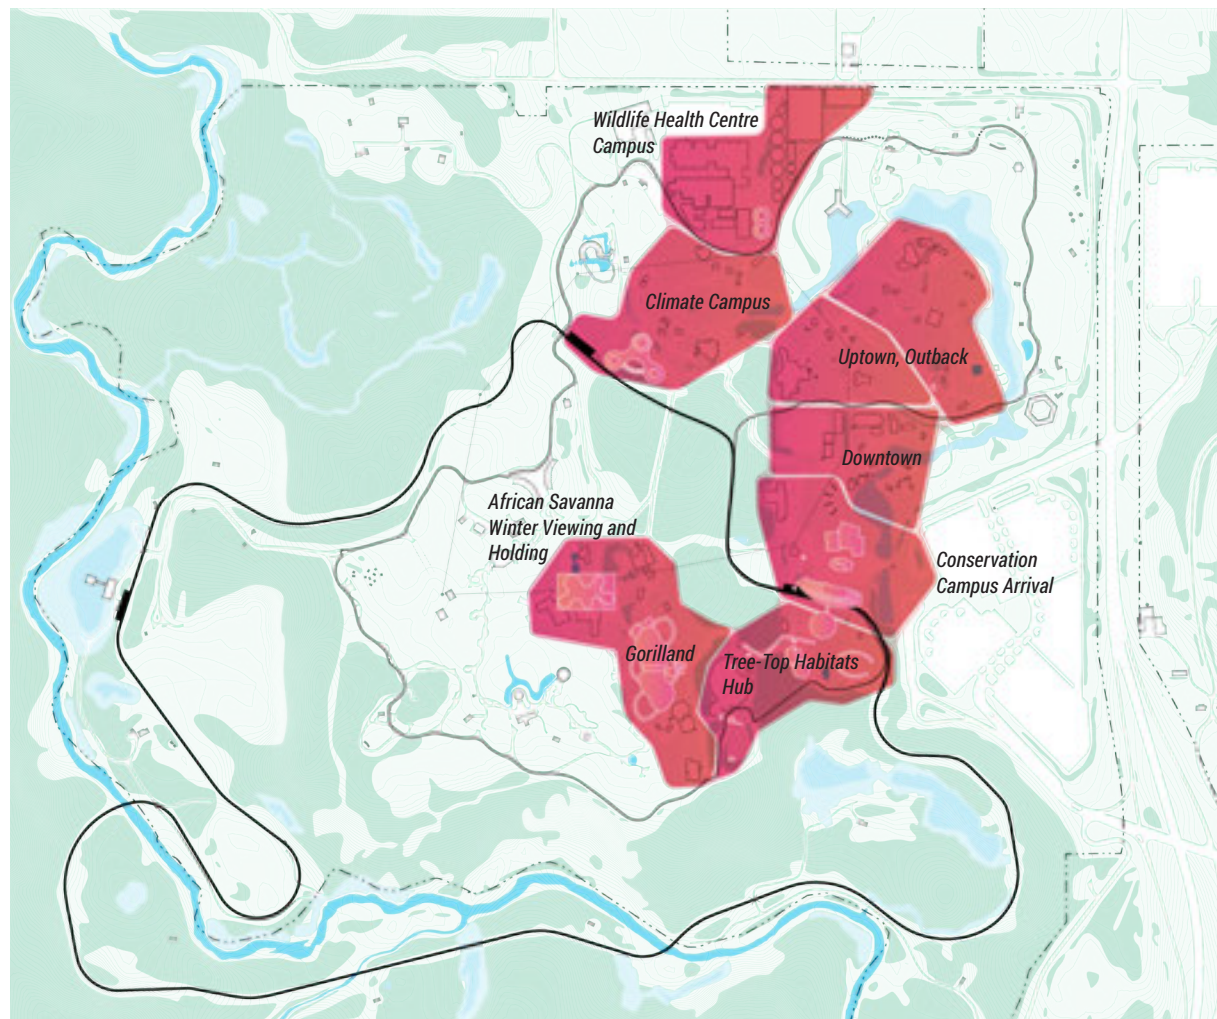 Wildlife Health Centre
Campus
Climate Campus
Uptown, Outback
Downtown
African Savanna
Winter Viewing and
Holding
Conservation
Campus Arrival
Gorilland
Tree-Top Habitats
Hub